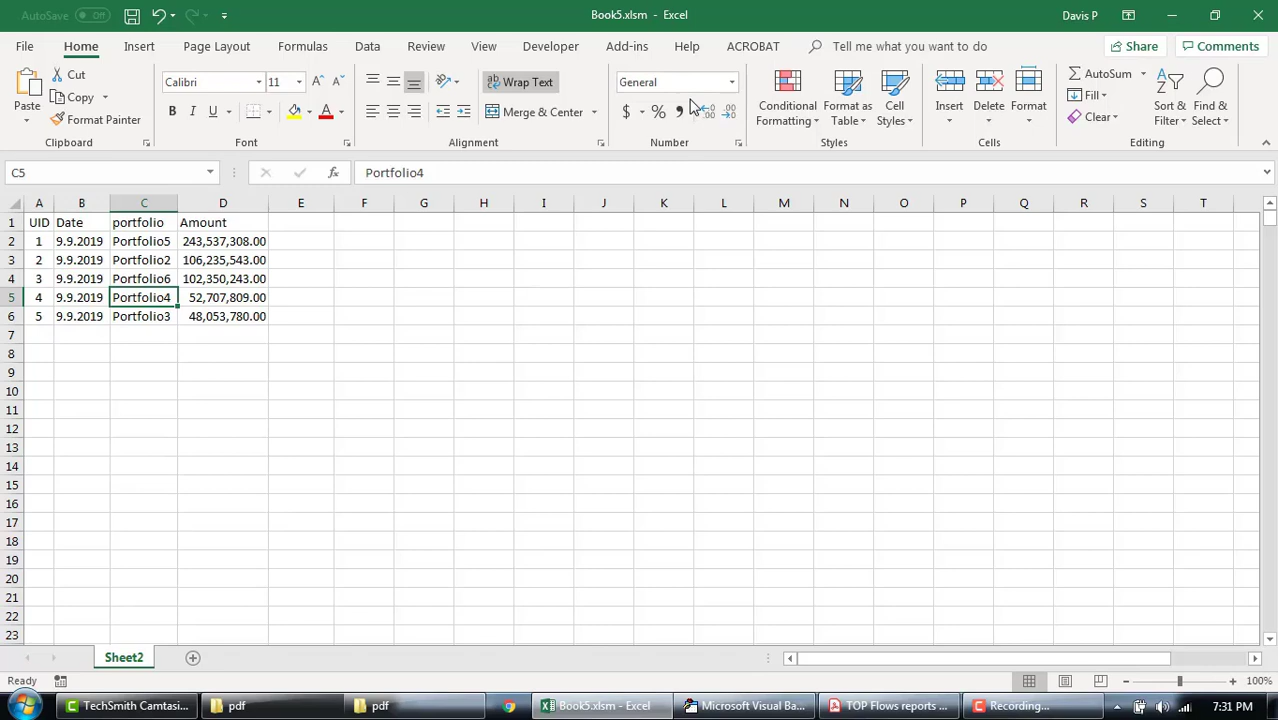 AutoSave Off Book5.xlsm - Excel Davis P
File Home Insert Page Layout Formulas Data Review View Developer Add-ins Help ACROBAT Tell me what you want to do Share Comments
Paste Cut Copy Format Painter Clipboard
Calibri 11 A A B I U A Font
ab Wrap Text Merge & Center Alignment
General $ % , .00 .00 Number
Conditional Formatting Format as Table Cell Styles Styles
Insert Delete Format Cells
AutoSum Fill Clear Sort & Filter Find & Select Editing
C5 fx Portfolio4
A B C D E F G H I J K L M N O P Q R S T
1 UID Date portfolio Amount
2 1 9.9.2019 Portfolio5 243,537,308.00
3 2 9.9.2019 Portfolio2 106,235,543.00
4 3 9.9.2019 Portfolio6 102,350,243.00
5 4 9.9.2019 Portfolio4 52,707,809.00
6 5 9.9.2019 Portfolio3 48,053,780.00
7
8
9
10
11
12
13
14
15
16
17
18
19
20
21
22
23
Sheet2
Ready 100%
TechSmith Camtasi... pdf pdf Book5.xlsm - Excel Microsoft Visual Ba... TOP Flows reports ... Recording... 7:31 PM